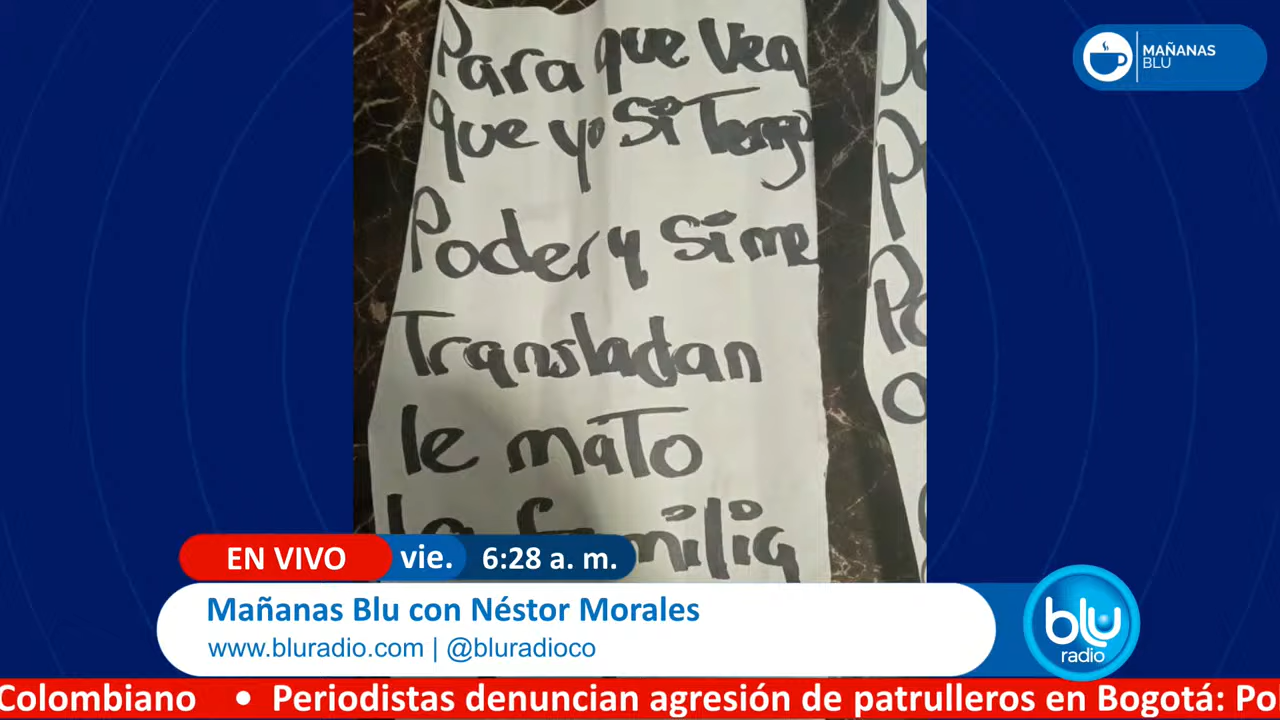 Para que Vea
que yo Si Tengo
Poder y Si me
Transladan
le mato
la familia
MAÑANAS
BLU
EN VIVO
vie.
6:28 a. m.
Mañanas Blu con Néstor Morales
www.bluradio.com | @bluradioco
blu
radio
Colombiano • Periodistas denuncian agresión de patrulleros en Bogotá: Po